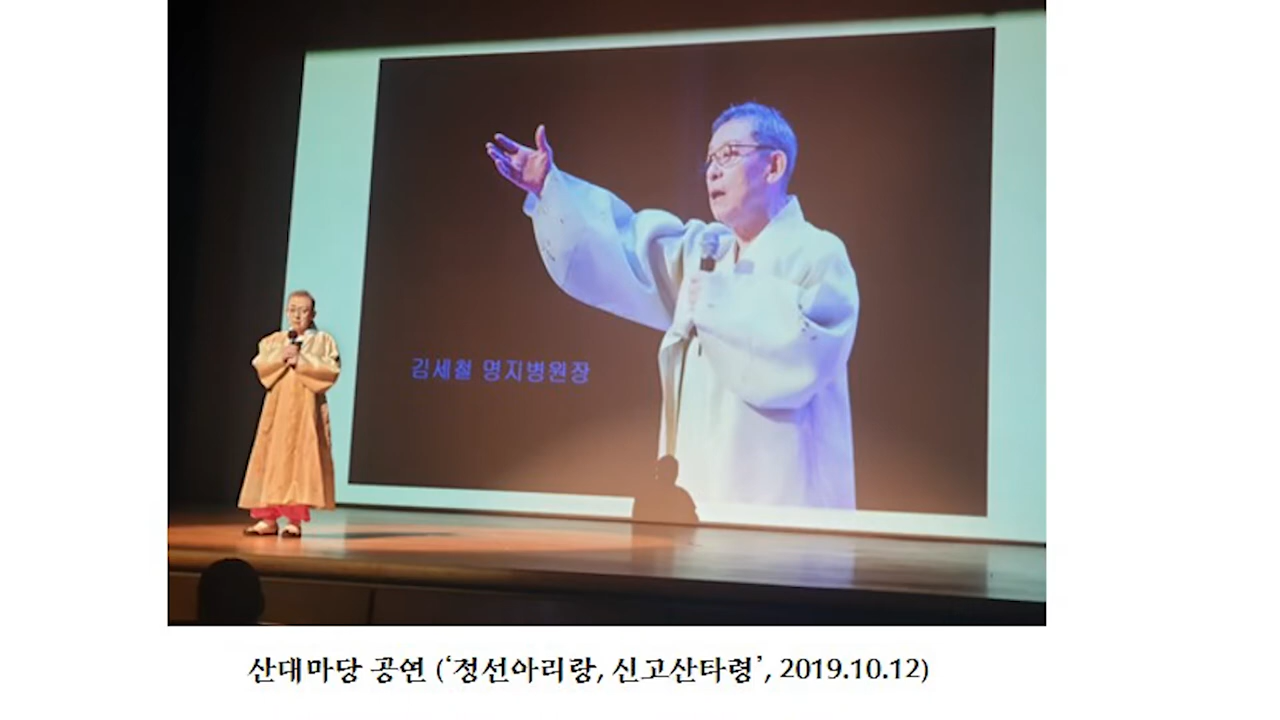 김세철 명지병원장
산대마당 공연 (‘정선아리랑, 신고산타령’, 2019.10.12)